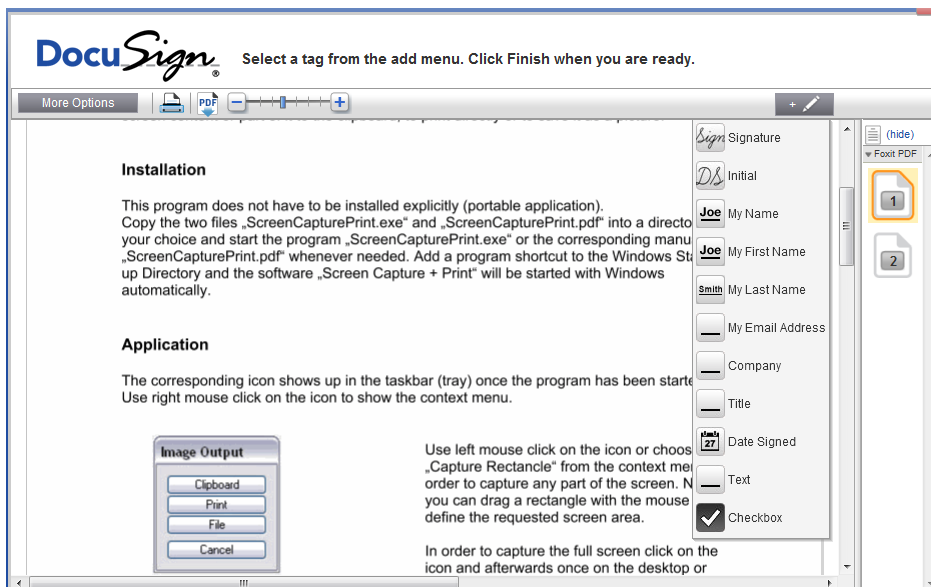 DocuSign®
Select a tag from the add menu. Click Finish when you are ready.
More Options
PDF
+
Installation
This program does not have to be installed explicitly (portable application).
Copy the two files „ScreenCapturePrint.exe“ and „ScreenCapturePrint.pdf“ into a directo
your choice and start the program „ScreenCapturePrint.exe“ or the corresponding manu
„ScreenCapturePrint.pdf“ whenever needed. Add a program shortcut to the Windows Sta
up Directory and the software „Screen Capture + Print“ will be started with Windows
automatically.
Application
The corresponding icon shows up in the taskbar (tray) once the program has been starte
Use right mouse click on the icon to show the context menu.
Image Output
Clipboard
Print
File
Cancel
Use left mouse click on the icon or choos
„Capture Rectancle“ from the context me
order to capture any part of the screen. N
you can drag a rectangle with the mouse
define the requested screen area.
In order to capture the full screen click on the
icon and afterwards once on the desktop or
Sign Signature
DS Initial
Joe My Name
Joe My First Name
Smith My Last Name
My Email Address
Company
Title
27 Date Signed
Text
Checkbox
(hide)
Foxit PDF
1
2